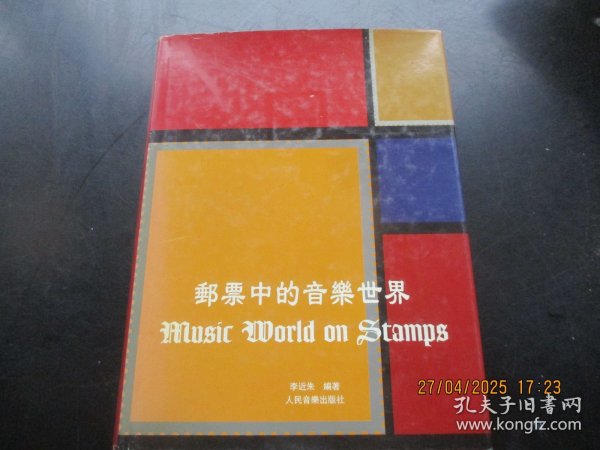 郵票中的音樂世界
Music World on Stamps
李近朱 編著
人民音樂出版社
27/04/2025 17:23
孔夫子旧书网
www.kongfz.com